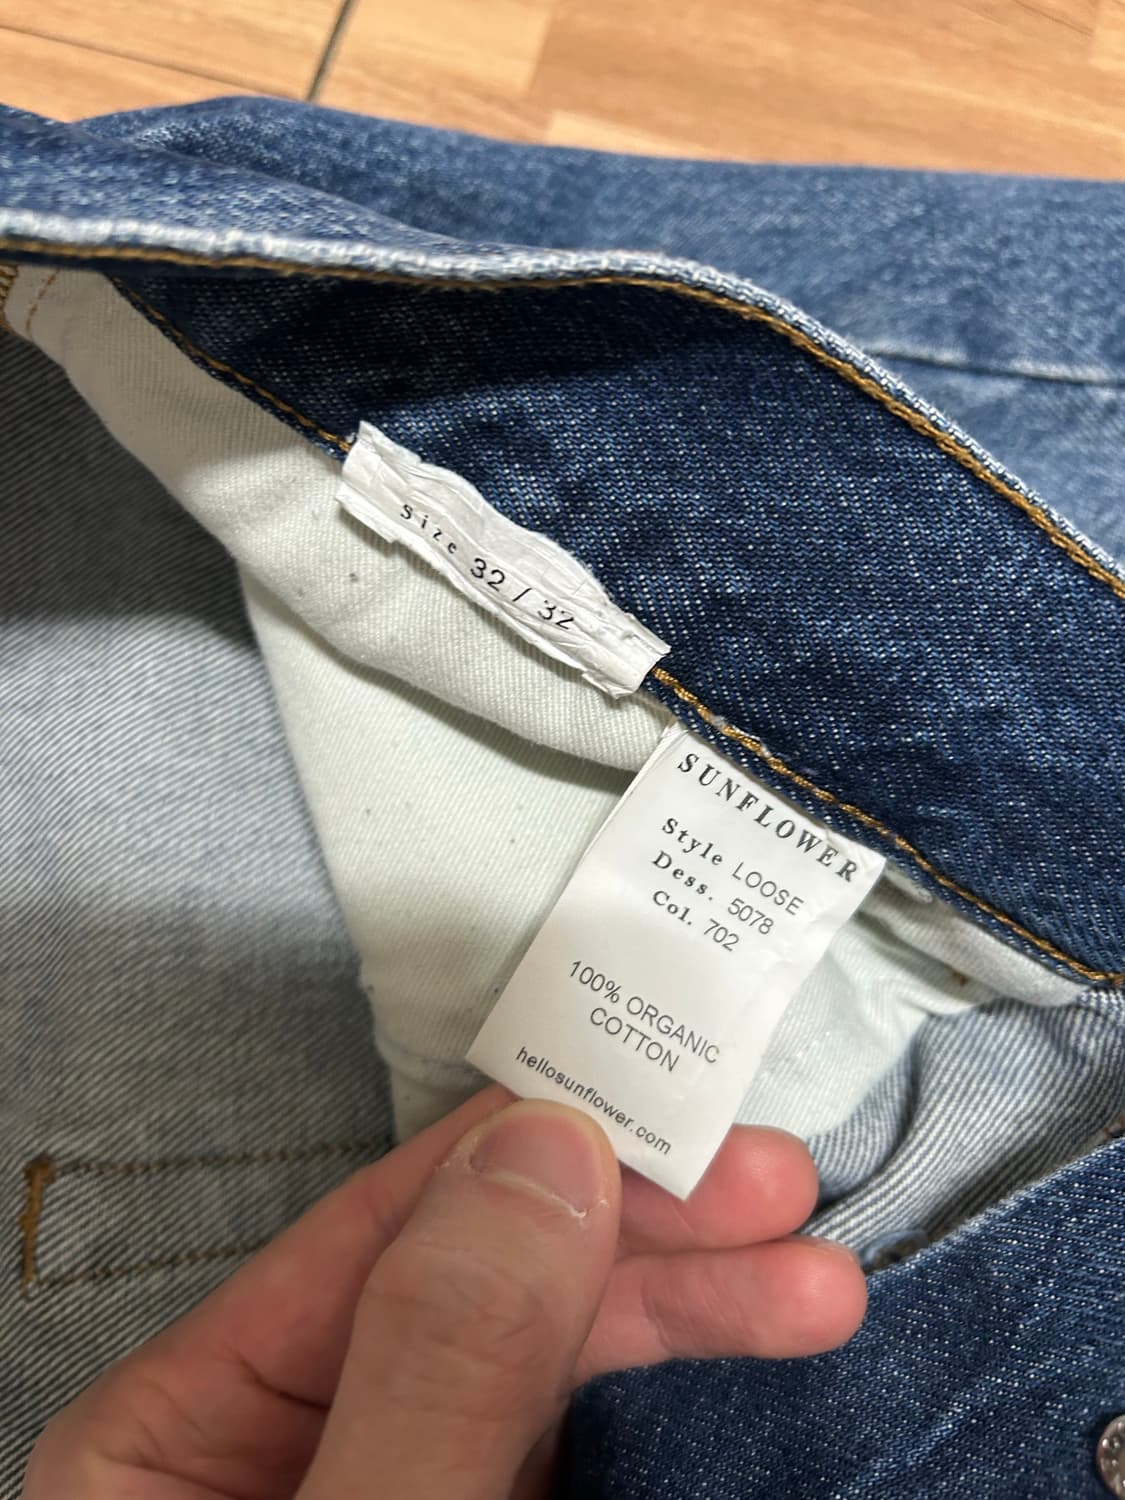 Size 32 / 32
SUNFLOWER
Style LOOSE
Dess. 5078
Col. 702
100% ORGANIC
COTTON
hellosunflower.com